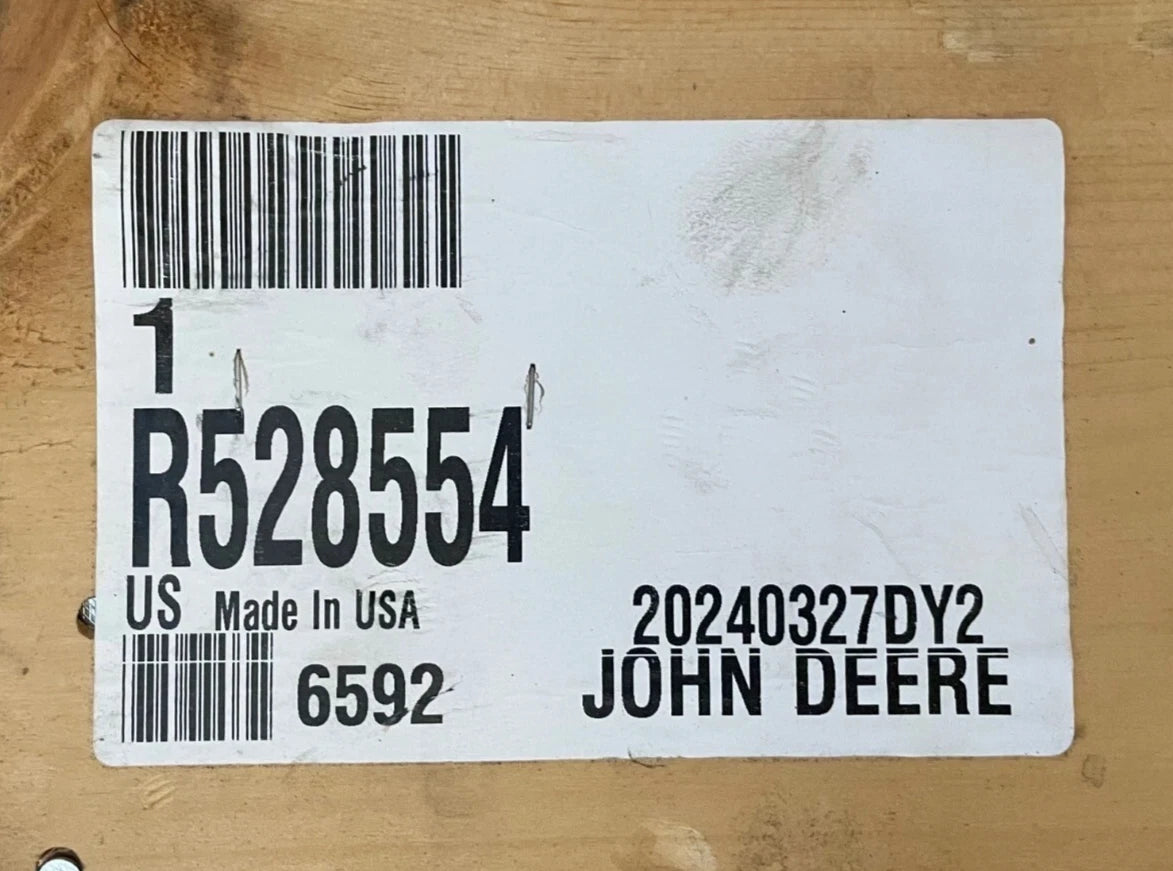 1
R528554
US Made In USA
20240327DY2
6592
JOHN DEERE